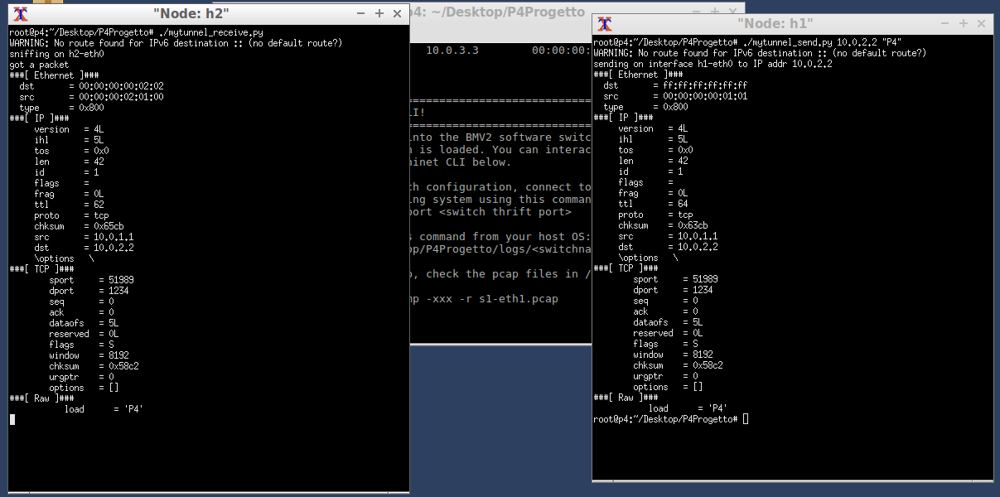 "Node: h2"
root@p4:~/Desktop/P4Progetto# ./mytunnel_receive.py
WARNING: No route found for IPv6 destination :: (no default route?)
sniffing on h2-eth0
got a packet
###[ Ethernet ]###
  dst       = 00:00:00:00:02:02
  src       = 00:00:00:02:01:00
  type      = 0x800
###[ IP ]###
     version   = 4L
     ihl       = 5L
     tos       = 0x0
     len       = 42
     id        = 1
     flags     =
     frag      = 0L
     ttl       = 62
     proto     = tcp
     chksum    = 0x65cb
     src       = 10.0.1.1
     dst       = 10.0.2.2
     \options   \
###[ TCP ]###
        sport     = 51989
        dport     = 1234
        seq       = 0
        ack       = 0
        dataofs   = 5L
        reserved  = 0L
        flags     = S
        window    = 8192
        chksum    = 0x58c2
        urgptr    = 0
        options   = []
###[ Raw ]###
           load      = 'P4'
p4: ~/Desktop/P4Progetto
10.0.3.3 00:00:00:
============================
LI!
============================
into the BMV2 software switc
n is loaded. You can interac
ninet CLI below.
ch configuration, connect to
ing system using this comman
port <switch thrift port>
s command from your host OS:
op/P4Progetto/logs/<switchna
o, check the pcap files in /
mp -xxx -r s1-eth1.pcap
"Node: h1"
root@p4:~/Desktop/P4Progetto# ./mytunnel_send.py 10.0.2.2 "P4"
WARNING: No route found for IPv6 destination :: (no default route?)
sending on interface h1-eth0 to IP addr 10.0.2.2
###[ Ethernet ]###
  dst       = ff:ff:ff:ff:ff:ff
  src       = 00:00:00:00:01:01
  type      = 0x800
###[ IP ]###
     version   = 4L
     ihl       = 5L
     tos       = 0x0
     len       = 42
     id        = 1
     flags     =
     frag      = 0L
     ttl       = 64
     proto     = tcp
     chksum    = 0x63cb
     src       = 10.0.1.1
     dst       = 10.0.2.2
     \options   \
###[ TCP ]###
        sport     = 51989
        dport     = 1234
        seq       = 0
        ack       = 0
        dataofs   = 5L
        reserved  = 0L
        flags     = S
        window    = 8192
        chksum    = 0x58c2
        urgptr    = 0
        options   = []
###[ Raw ]###
           load      = 'P4'
root@p4:~/Desktop/P4Progetto#